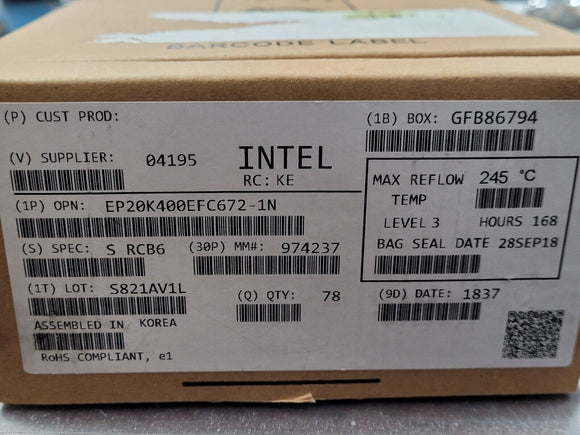 BARCODE LABEL
(P) CUST PROD:
(1B) BOX: GFB86794
(V) SUPPLIER: 04195
INTEL
RC: KE
MAX REFLOW 245 °C
TEMP
(1P) OPN: EP20K400EFC672-1N
LEVEL 3 HOURS 168
(S) SPEC: S RCB6 (30P) MM#: 974237
BAG SEAL DATE 28SEP18
(1T) LOT: S821AV1L (Q) QTY: 78 (9D) DATE: 1837
ASSEMBLED IN KOREA
RoHS COMPLIANT, e1